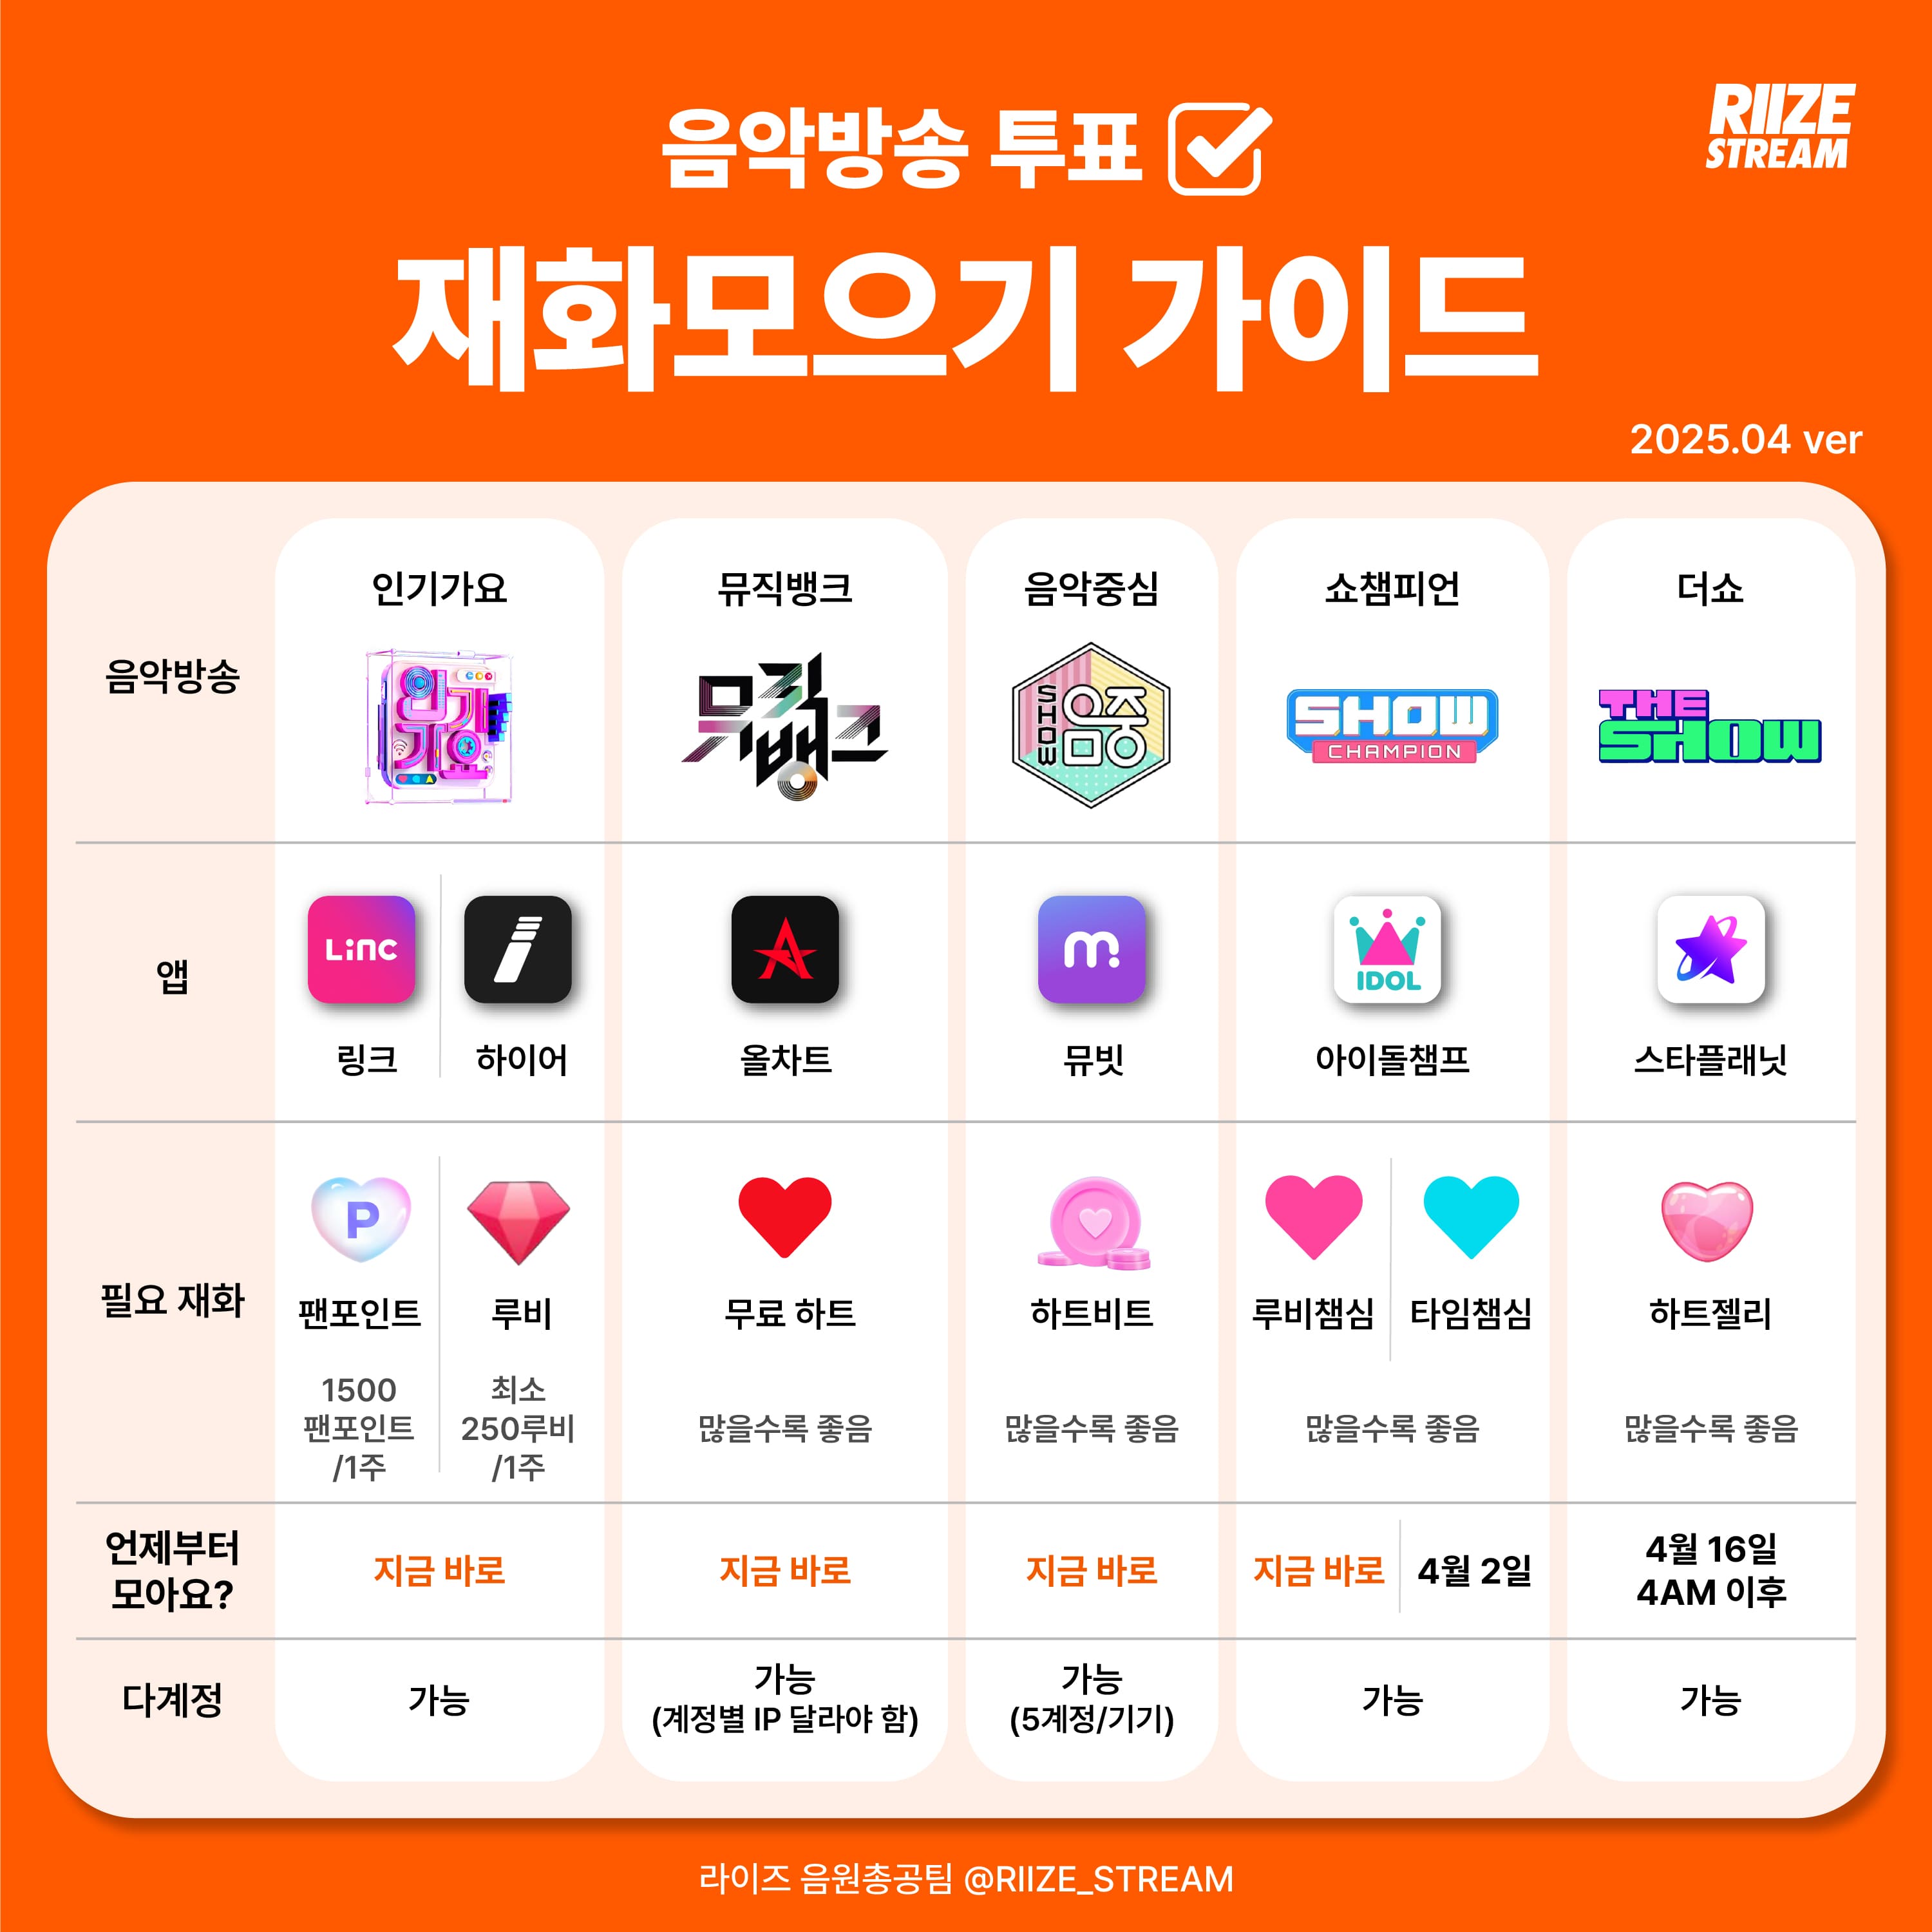 음악방송 투표
RIIZE
STREAM
재화모으기 가이드
2025.04 ver
음악방송
인기가요
뮤직뱅크
음악중심
쇼챔피언
더쇼
인기가요
뮤직뱅크
SHOW
음중
SHOW
CHAMPION
THE
SHOW
앱
Linc
m
IDOL
링크
하이어
올차트
뮤빗
아이돌챔프
스타플래닛
필요 재화
P
팬포인트
루비
무료 하트
하트비트
루비챔심
타임챔심
하트젤리
1500
팬포인트
/1주
최소
250루비
/1주
많을수록 좋음
많을수록 좋음
많을수록 좋음
많을수록 좋음
언제부터
모아요?
지금 바로
지금 바로
지금 바로
지금 바로
4월 2일
4월 16일
4AM 이후
다계정
가능
가능
(계정별 IP 달라야 함)
가능
(5계정/기기)
가능
가능
라이즈 음원총공팀 @RIIZE_STREAM